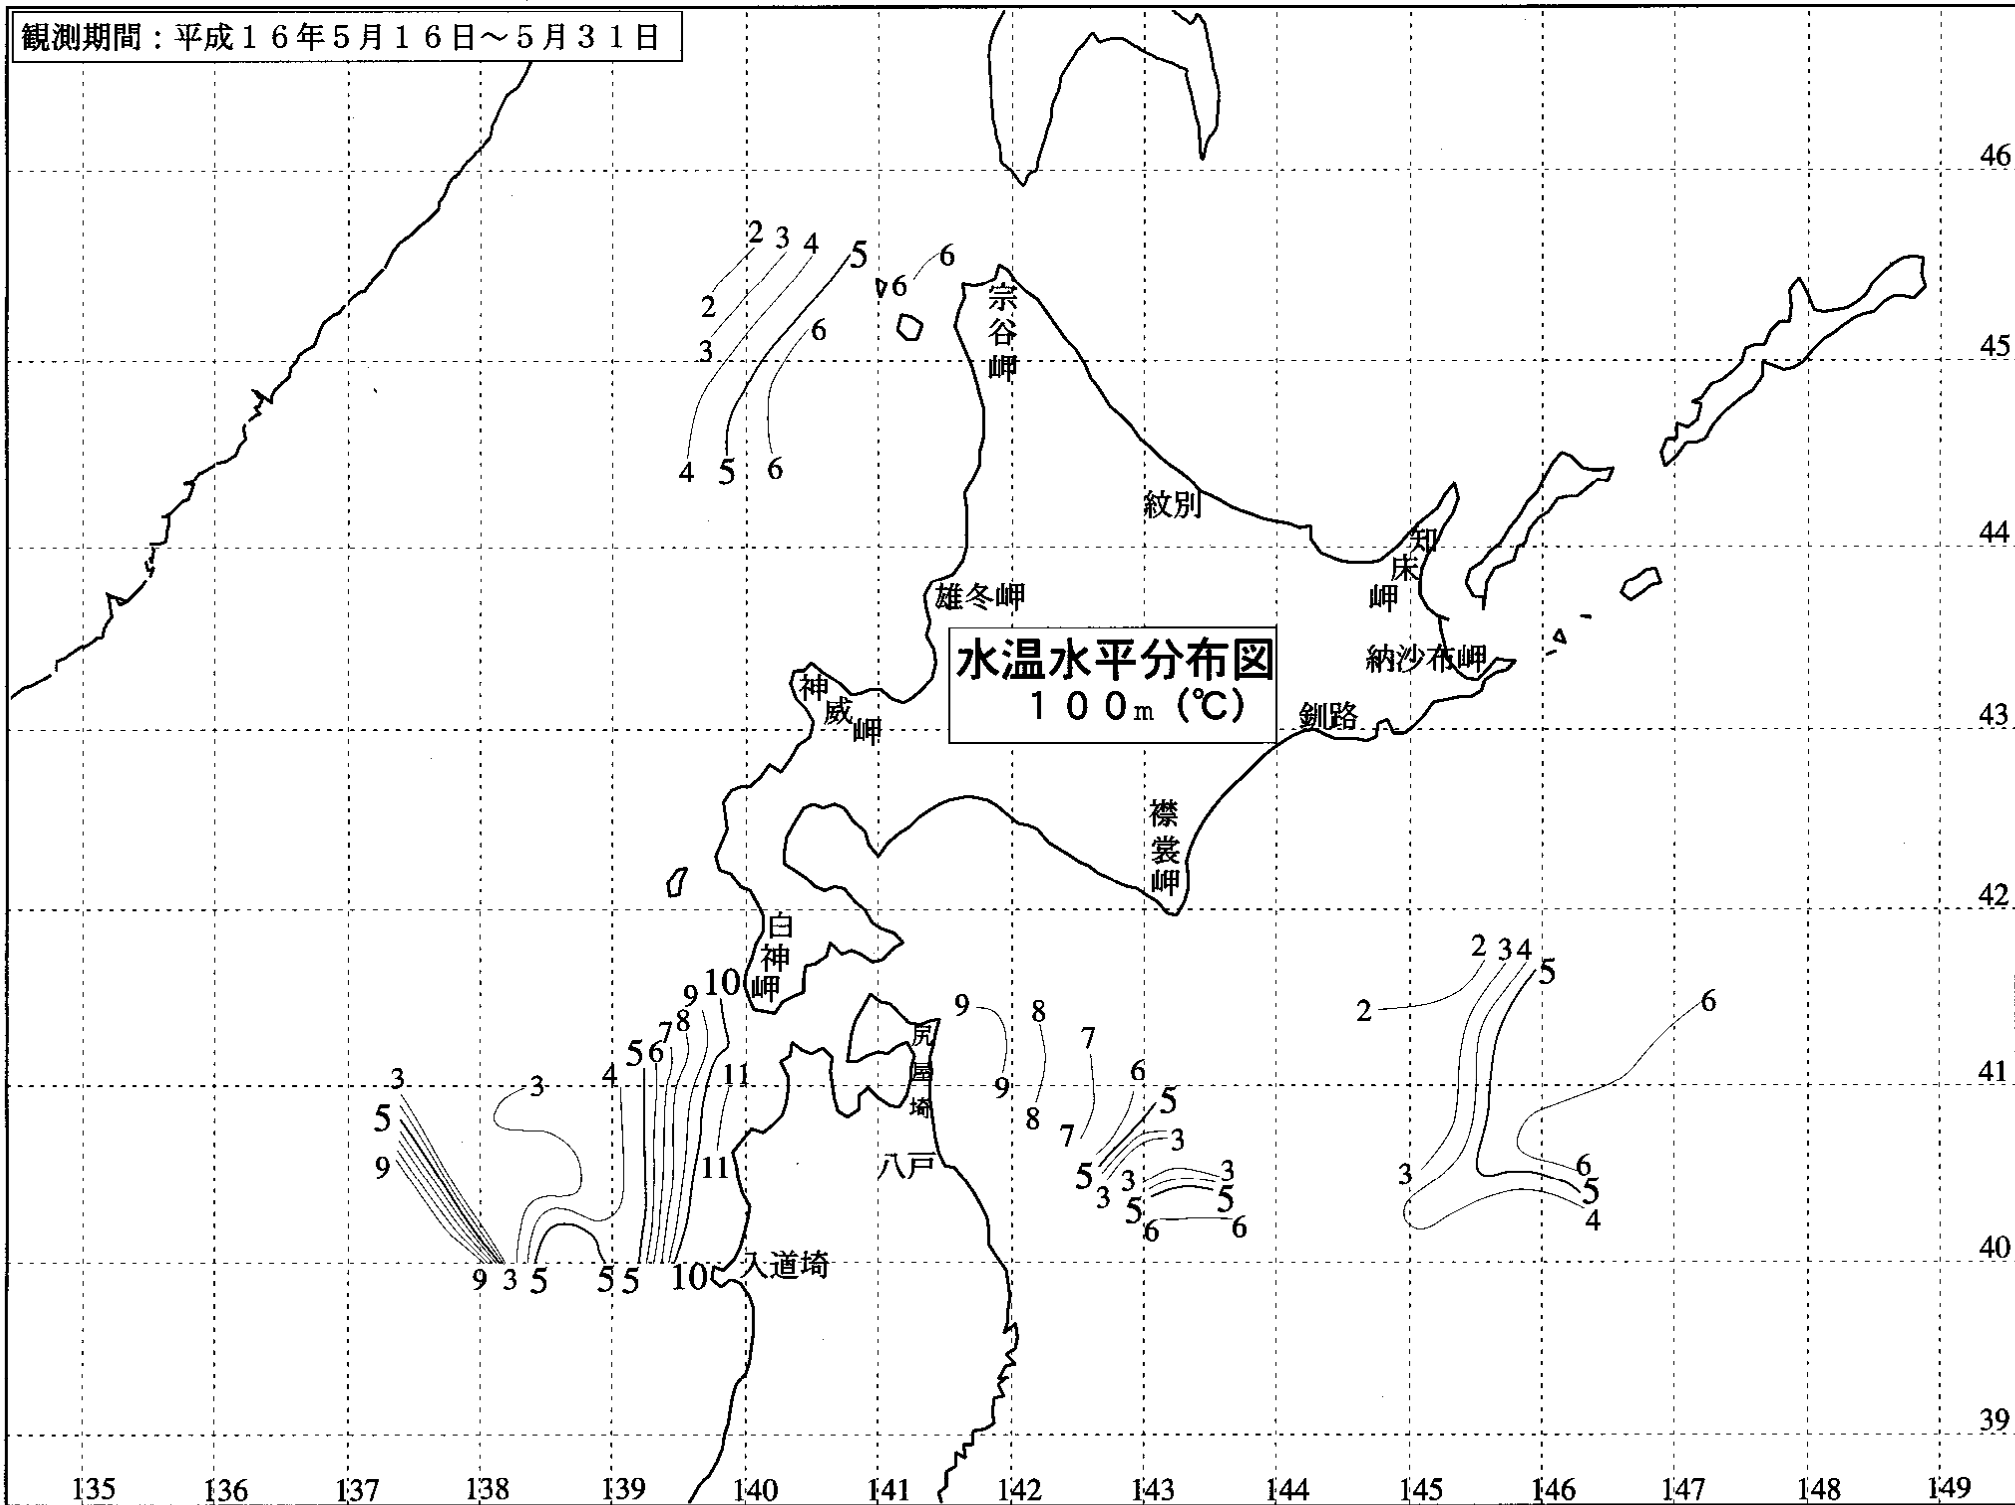 観測期間：平成１６年５月１６日～５月３１日
46
2 3 4 5 6
6
2
宗谷岬
6
3
45
4 5 6
紋別
44
知床岬
雄冬岬
水温水平分布図
１００m（℃）
納沙布岬
神威岬
釧路
43
襟裳岬
42
白神岬
2 3 4 5
10
9
2
6
9 8
8
7
尻屋埼
7
5 6
3 3 4
11
6
9
41
5
5
8
7
3
9
11
八戸
3 3
3
6
5
3
5 5
5
4
6 6
40
入道埼
9 3 5 5 5 10
39
135 136 137 138 139 140 141 142 143 144 145 146 147 148 149